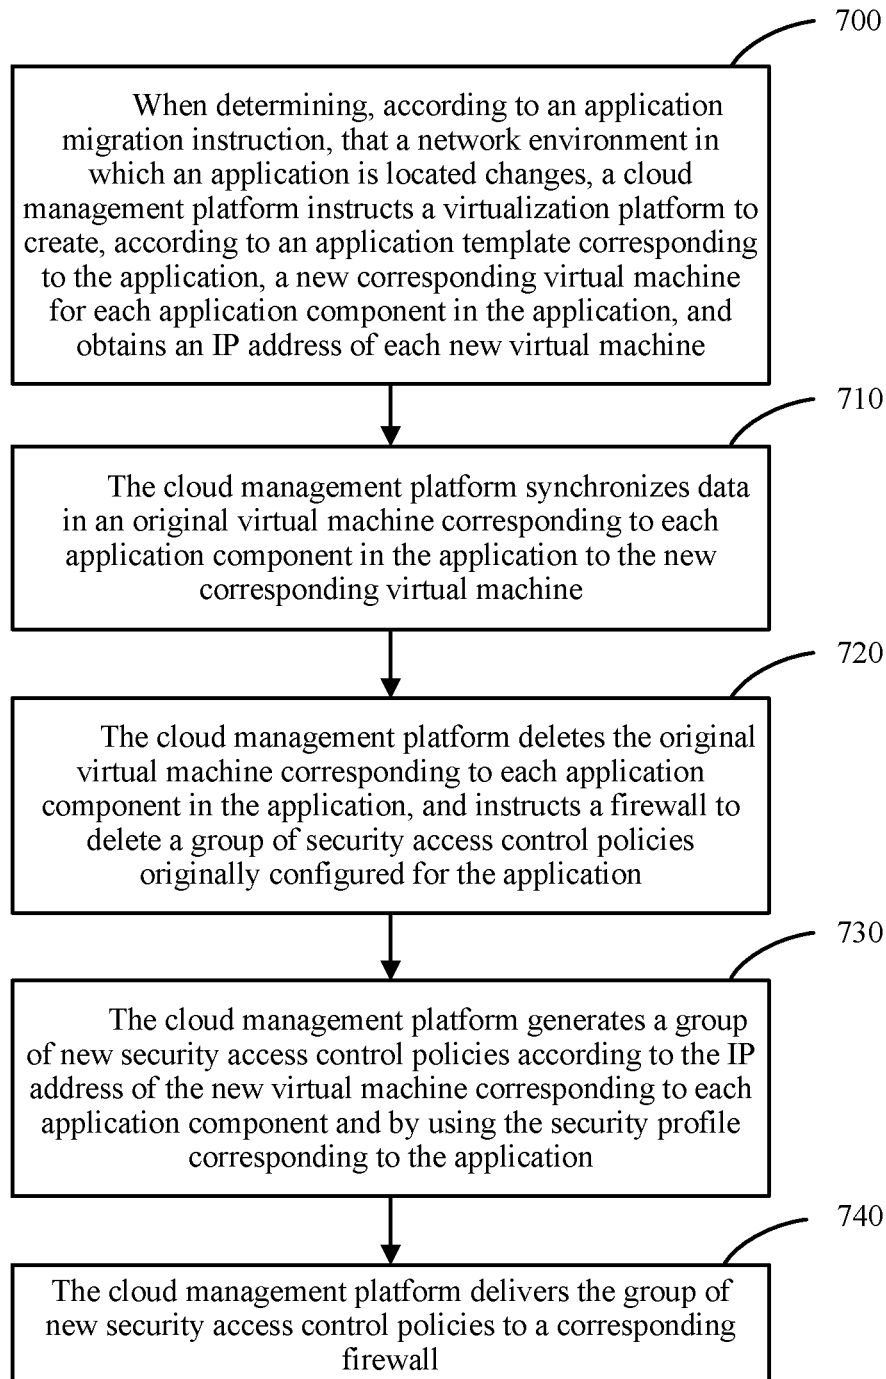 700
When determining, according to an application
migration instruction, that a network environment in
which an application is located changes, a cloud
management platform instructs a virtualization platform to
create, according to an application template corresponding
to the application, a new corresponding virtual machine
for each application component in the application, and
obtains an IP address of each new virtual machine
710
The cloud management platform synchronizes data
in an original virtual machine corresponding to each
application component in the application to the new
corresponding virtual machine
720
The cloud management platform deletes the original
virtual machine corresponding to each application
component in the application, and instructs a firewall to
delete a group of security access control policies
originally configured for the application
730
The cloud management platform generates a group
of new security access control policies according to the IP
address of the new virtual machine corresponding to each
application component and by using the security profile
corresponding to the application
740
The cloud management platform delivers the group of
new security access control policies to a corresponding
firewall